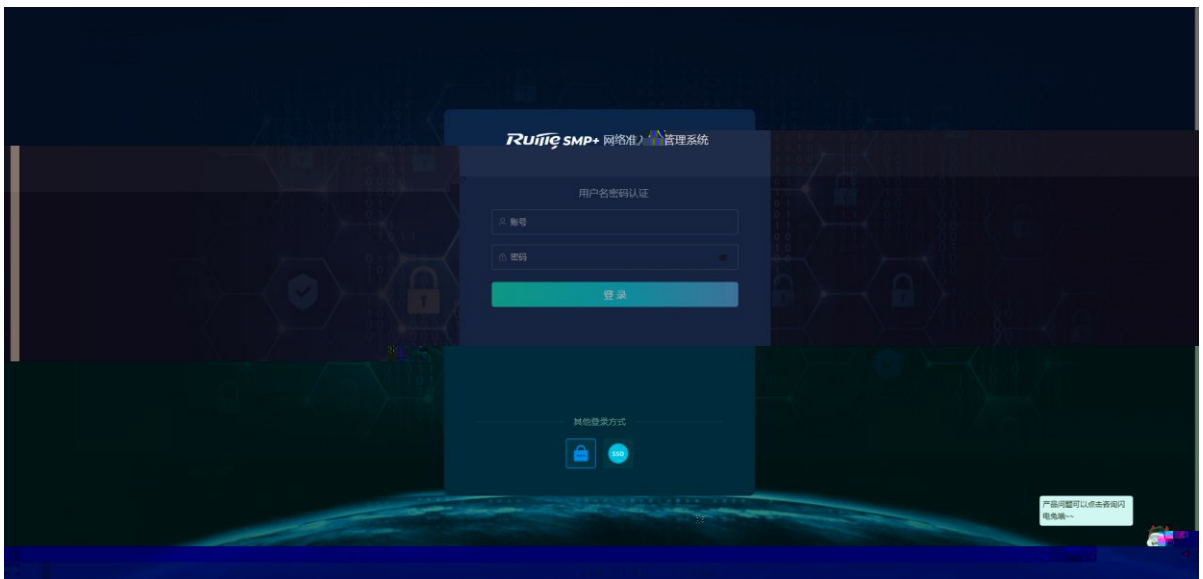 Ruijie SMP+ 网络准入 管理系统
用户名密码认证
账号
密码
登录
其他登录方式
SSO
产品问题可以点击咨询闪
电兔喔~~